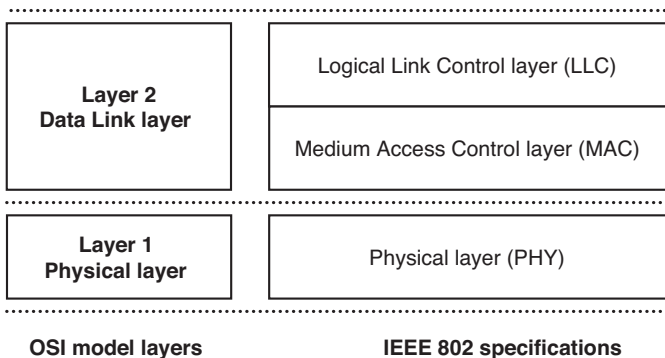 Layer 2
Data Link layer
Logical Link Control layer (LLC)
Medium Access Control layer (MAC)
Layer 1
Physical layer
Physical layer (PHY)
OSI model layers
IEEE 802 specifications